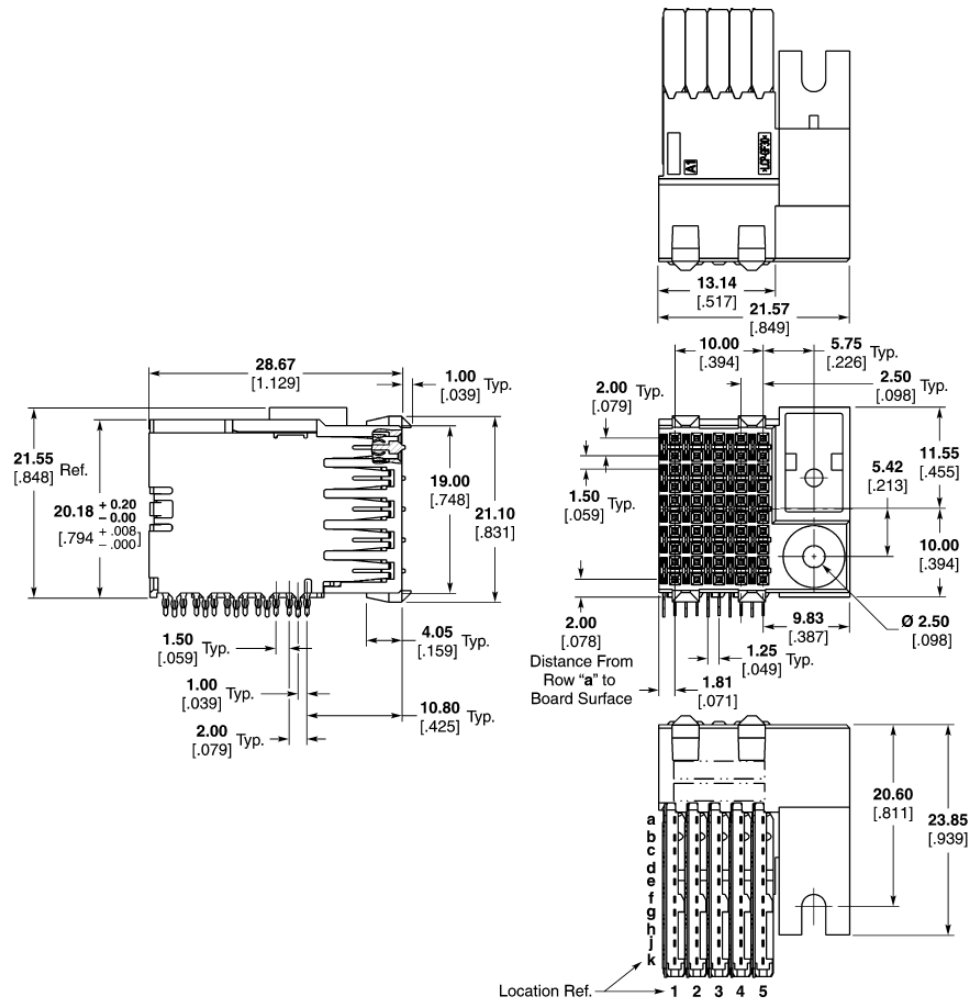 A1
>LCP-GF30<
13.14
[.517]
21.57
[.849]
28.67
[1.129]
1.00
[.039] Typ.
21.55
[.848] Ref.
20.18 + 0.20
- 0.00
[.794 + .008
- .000]
19.00
[.748]
21.10
[.831]
1.50
[.059] Typ.
4.05
[.159] Typ.
1.00
[.039] Typ.
10.80
[.425] Typ.
2.00
[.079] Typ.
10.00
[.394]
5.75
[.226] Typ.
2.00
[.079]
2.50
[.098] Typ.
11.55
[.455]
5.42
[.213]
1.50
[.059] Typ.
10.00
[.394]
2.00
[.078]
Distance From
Row "a" to
Board Surface
9.83
[.387]
Ø 2.50
[.098]
1.25
[.049] Typ.
1.81
[.071]
20.60
[.811]
23.85
[.939]
a
b
c
d
e
f
g
h
j
k
Location Ref. 1 2 3 4 5